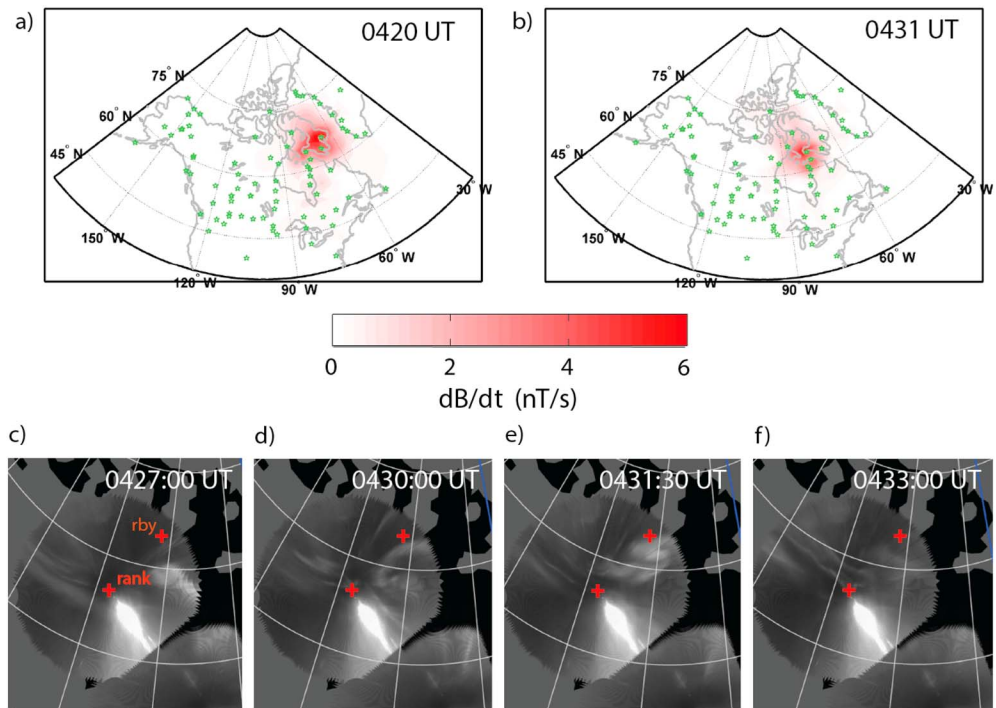 a)
0420 UT
75° N
60° N
45° N
150° W
120° W
90° W
60° W
30° W
b)
0431 UT
75° N
60° N
45° N
150° W
120° W
90° W
60° W
30° W
0 2 4 6
dB/dt (nT/s)
c)
0427:00 UT
rby
rank
d)
0430:00 UT
e)
0431:30 UT
f)
0433:00 UT